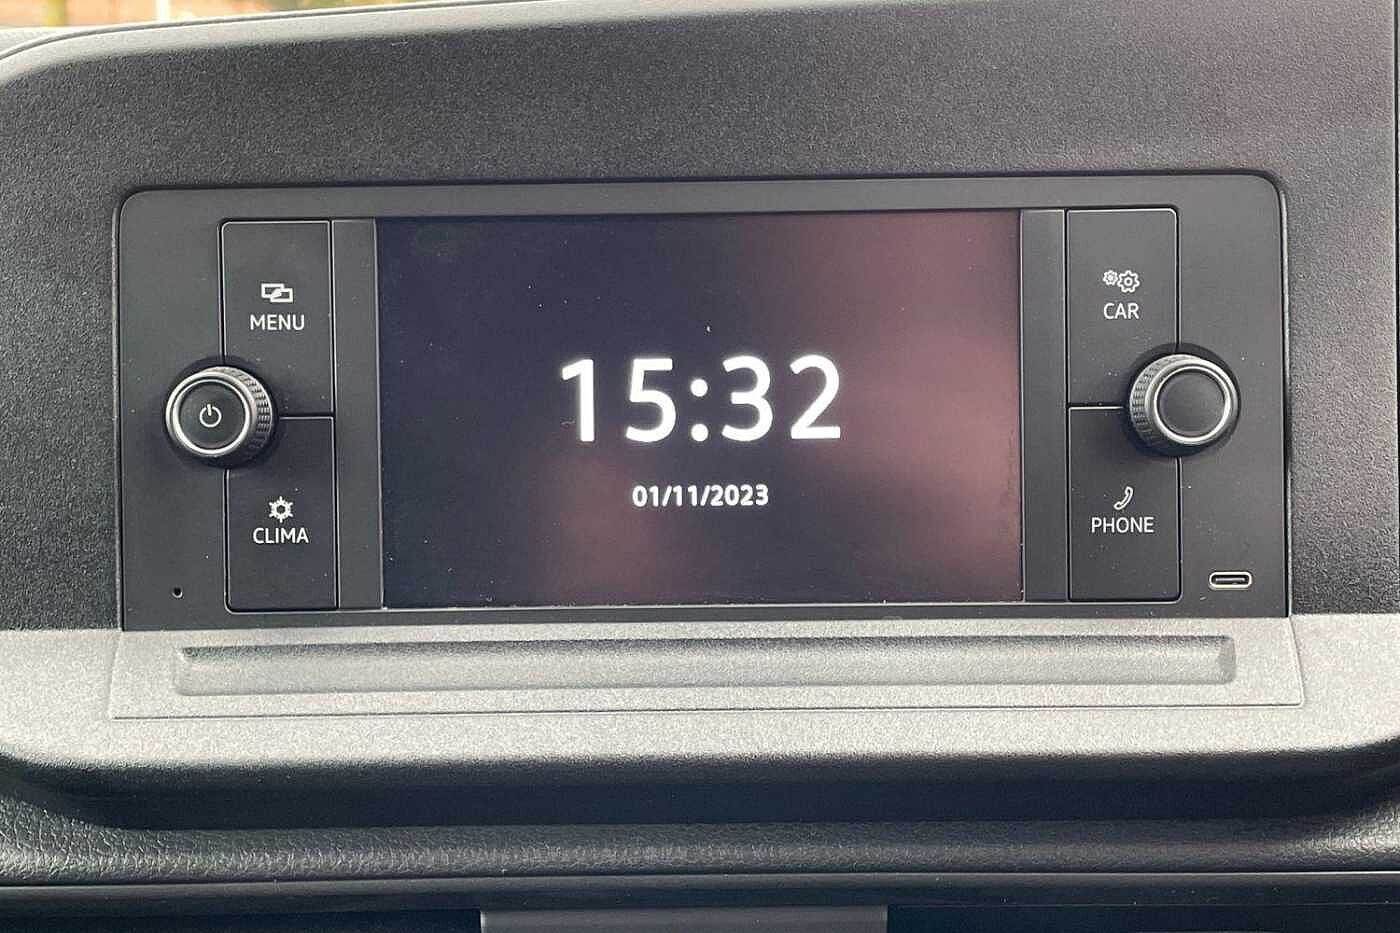 MENU
CLIMA
15:32
01/11/2023
CAR
PHONE